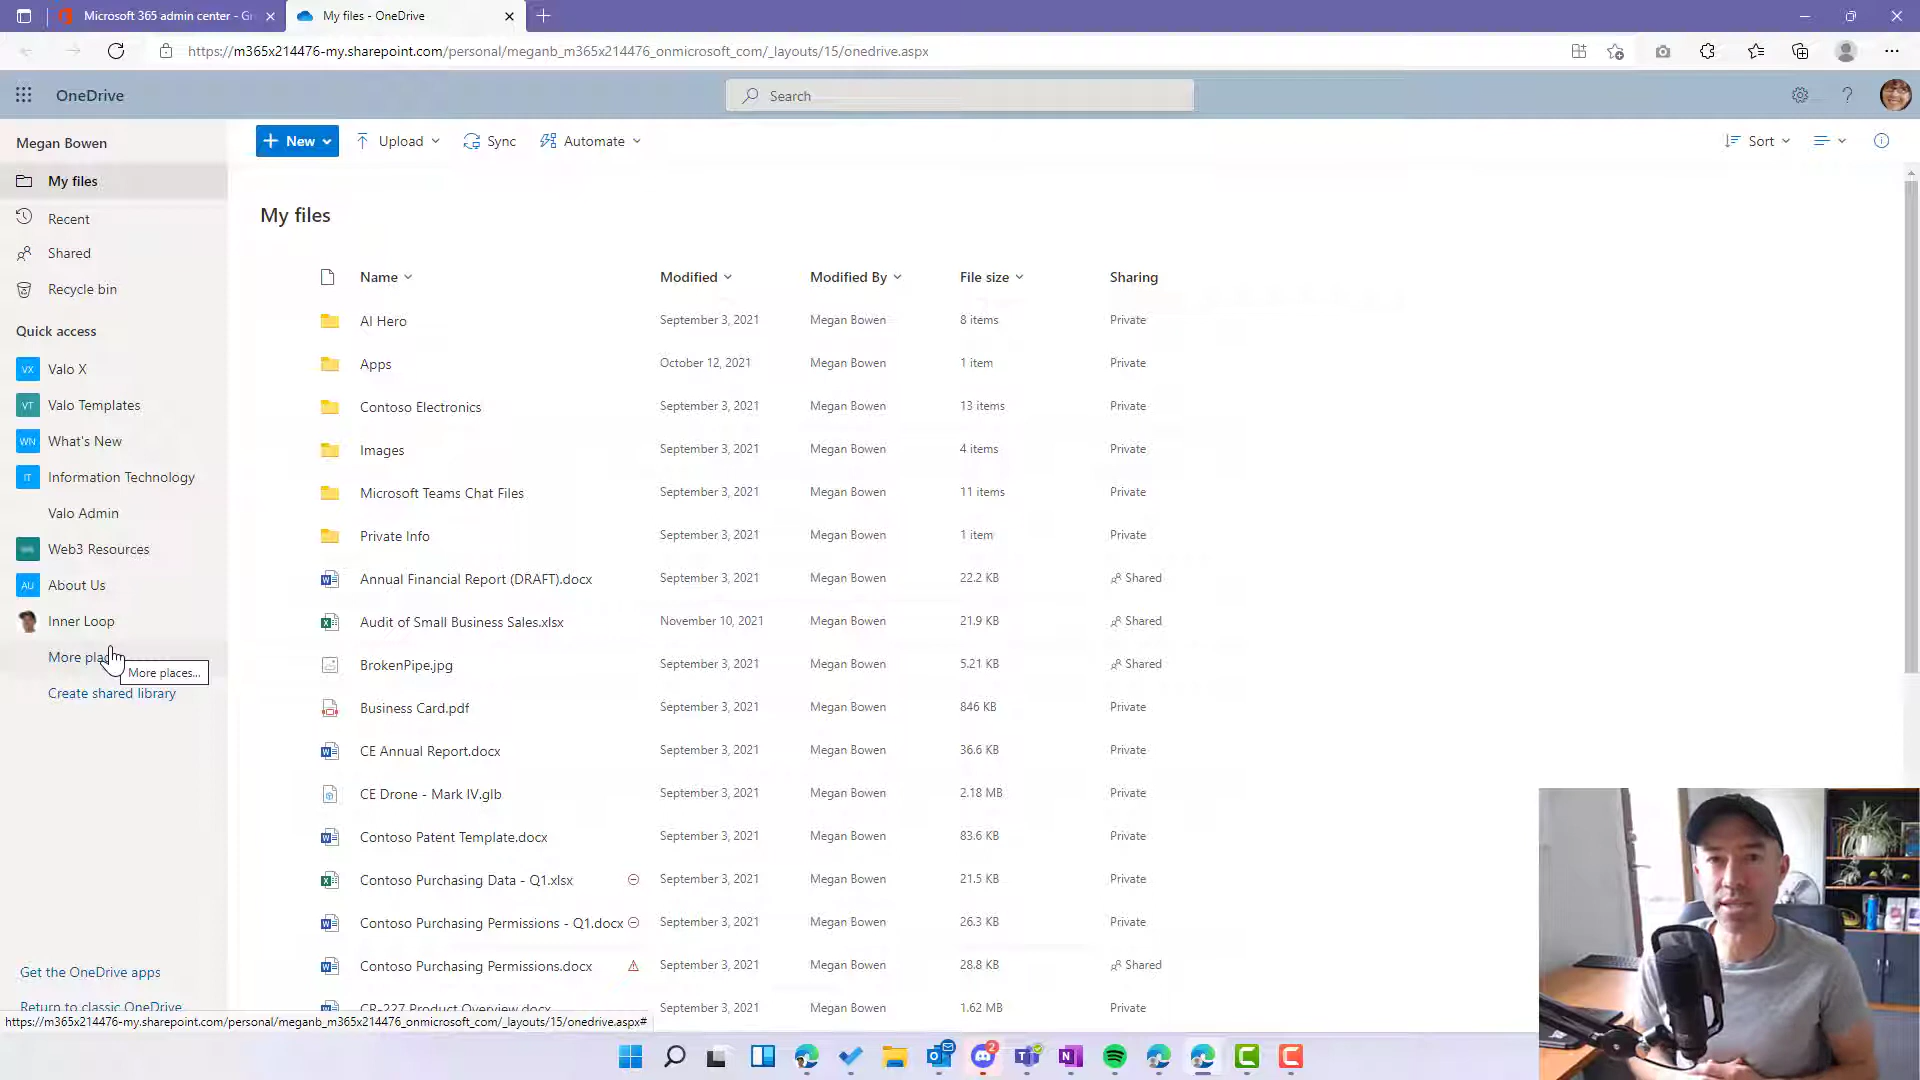 Microsoft 365 admin center - Gr
My files - OneDrive
https://m365x214476-my.sharepoint.com/personal/meganb_m365x214476_onmicrosoft_com/_layouts/15/onedrive.aspx
OneDrive
Search
Megan Bowen
New
Upload
Sync
Automate
Sort
My files
Recent
Shared
Recycle bin
Quick access
VX Valo X
VT Valo Templates
WN What's New
IT Information Technology
Valo Admin
Web3 Resources
AU About Us
Inner Loop
More plac
More places...
Create shared library
Get the OneDrive apps
Return to classic OneDrive
My files
Name Modified Modified By File size Sharing
AI Hero September 3, 2021 Megan Bowen 8 items Private
Apps October 12, 2021 Megan Bowen 1 item Private
Contoso Electronics September 3, 2021 Megan Bowen 13 items Private
Images September 3, 2021 Megan Bowen 4 items Private
Microsoft Teams Chat Files September 3, 2021 Megan Bowen 11 items Private
Private Info September 3, 2021 Megan Bowen 1 item Private
Annual Financial Report (DRAFT).docx September 3, 2021 Megan Bowen 22.2 KB Shared
Audit of Small Business Sales.xlsx November 10, 2021 Megan Bowen 21.9 KB Shared
BrokenPipe.jpg September 3, 2021 Megan Bowen 5.21 KB Shared
Business Card.pdf September 3, 2021 Megan Bowen 846 KB Private
CE Annual Report.docx September 3, 2021 Megan Bowen 36.6 KB Private
CE Drone - Mark IV.glb September 3, 2021 Megan Bowen 2.18 MB Private
Contoso Patent Template.docx September 3, 2021 Megan Bowen 83.6 KB Private
Contoso Purchasing Data - Q1.xlsx September 3, 2021 Megan Bowen 21.5 KB Private
Contoso Purchasing Permissions - Q1.docx September 3, 2021 Megan Bowen 26.3 KB Private
Contoso Purchasing Permissions.docx September 3, 2021 Megan Bowen 28.8 KB Shared
CR-227 Product Overview.docx September 3, 2021 Megan Bowen 1.62 MB Private
https://m365x214476-my.sharepoint.com/personal/meganb_m365x214476_onmicrosoft_com/_layouts/15/onedrive.aspx#
2